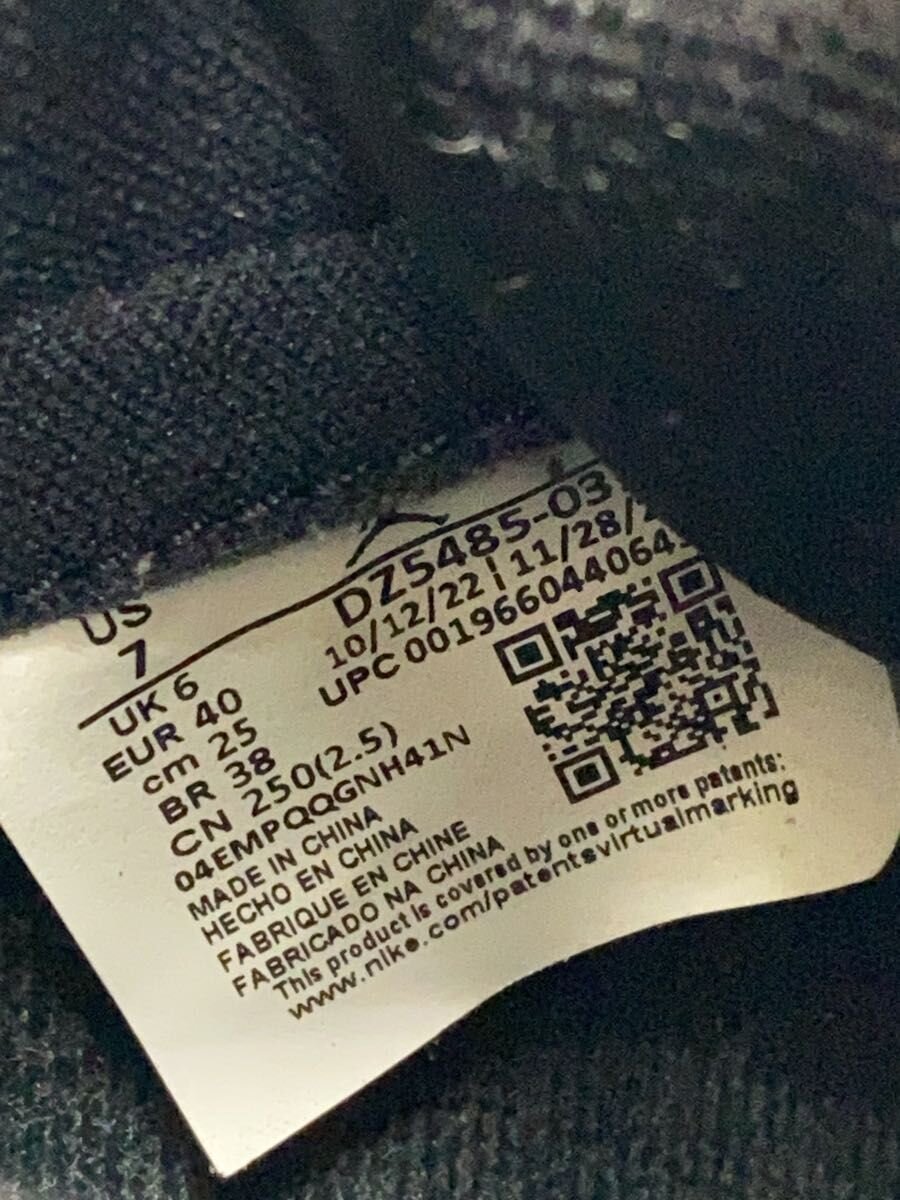 US
7
DZ5485-03
10/12/22 | 11/28/
UPC 00196604406
UK 6
EUR 40
cm 25
BR 38
CN 250(2.5)
04EMPQQGNH41N
MADE IN CHINA
HECHO EN CHINA
FABRIQUE EN CHINE
FABRICADO NA CHINA
This product is covered by one or more patents:
www.nike.com/patentsvirtualmarking